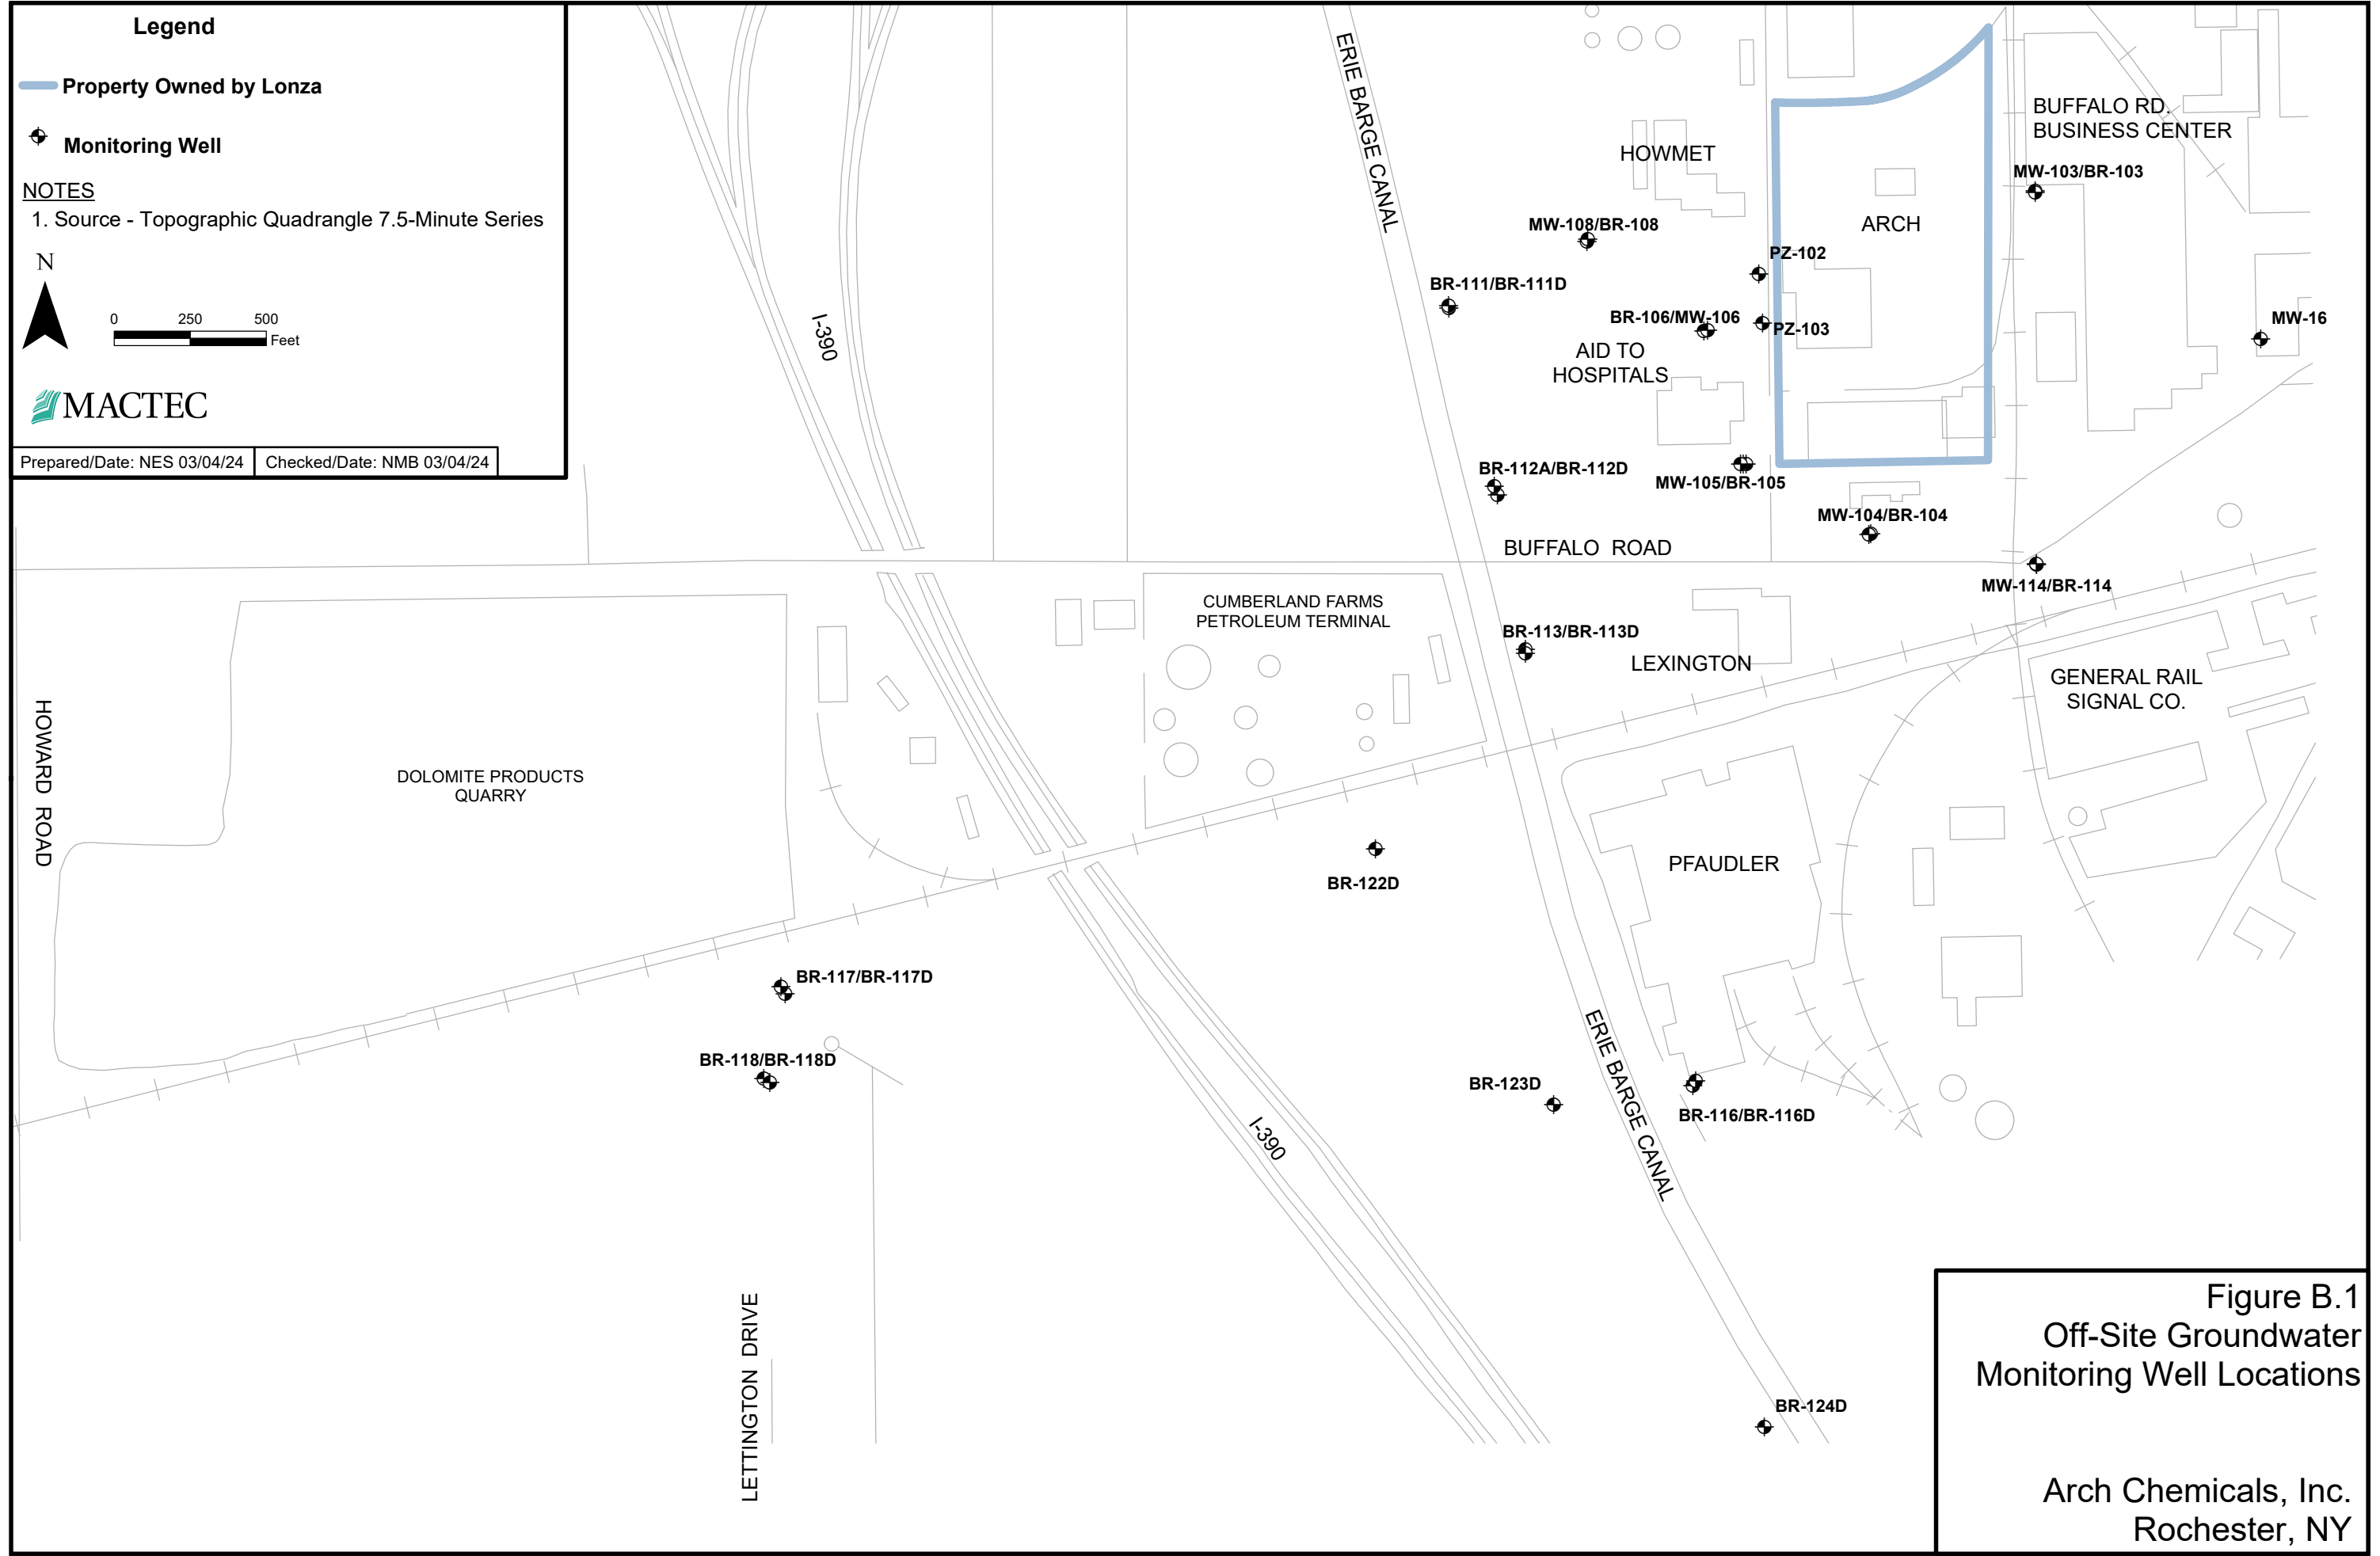 Legend
Property Owned by Lonza
Monitoring Well
NOTES
1. Source - Topographic Quadrangle 7.5-Minute Series
N
0 250 500
Feet
MACTEC
Prepared/Date: NES 03/04/24 Checked/Date: NMB 03/04/24
I-390
ERIE BARGE CANAL
HOWMET
BUFFALO RD.
BUSINESS CENTER
MW-103/BR-103
ARCH
MW-108/BR-108
PZ-102
BR-111/BR-111D
BR-106/MW-106
PZ-103
MW-16
AID TO
HOSPITALS
BR-112A/BR-112D
MW-105/BR-105
MW-104/BR-104
BUFFALO ROAD
MW-114/BR-114
CUMBERLAND FARMS
PETROLEUM TERMINAL
BR-113/BR-113D
LEXINGTON
GENERAL RAIL
SIGNAL CO.
HOWARD ROAD
DOLOMITE PRODUCTS
QUARRY
PFAUDLER
BR-122D
BR-117/BR-117D
BR-118/BR-118D
BR-123D
BR-116/BR-116D
ERIE BARGE CANAL
I-390
LETTINGTON DRIVE
BR-124D
Figure B.1
Off-Site Groundwater
Monitoring Well Locations
Arch Chemicals, Inc.
Rochester, NY